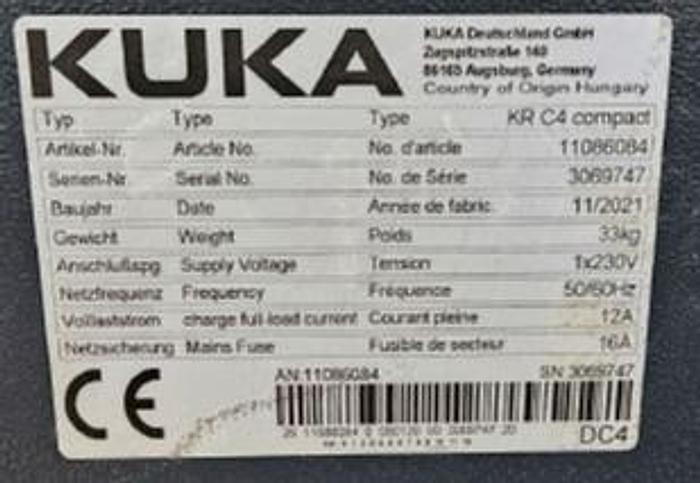 KUKA
KUKA Deutschland GmbH
Zugspitzstraße 140
86165 Augsburg, Germany
Country of Origin Hungary
Typ Type Type KR C4 compact
Artikel-Nr. Article No. No. d'article 11086084
Serien-Nr. Serial No. No. de Série 3069747
Baujahr Date Année de fabric. 11/2021
Gewicht Weight Poids 33kg
Anschlußspg. Supply Voltage Tension 1x230V
Netzfrequenz Frequency Fréquence 50/60Hz
Volllaststrom charge full-load current Courant pleine 12A
Netzsicherung Mains Fuse Fusible de secteur 16A
CE
AN:11086084 SN:3069747
DC4